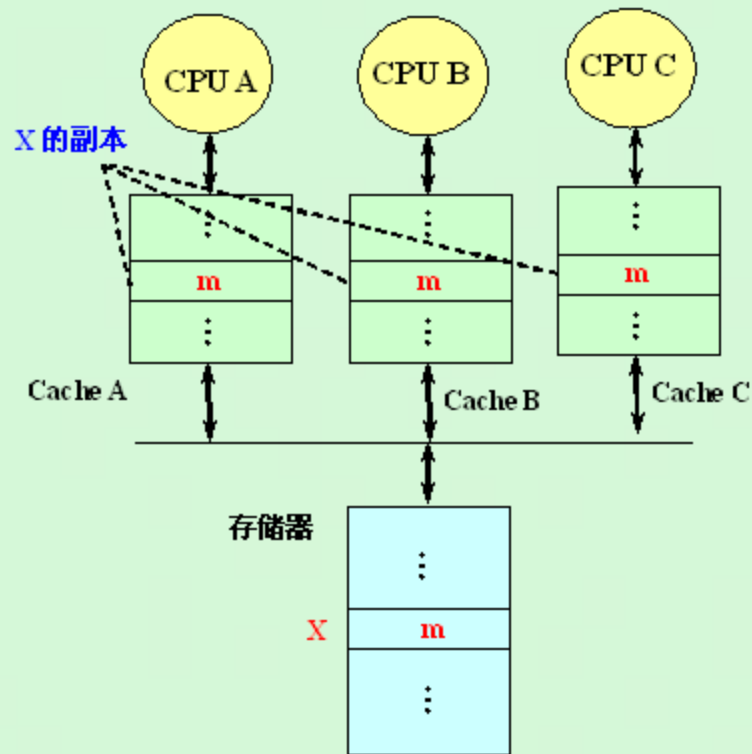 CPU A
CPU B
CPU C
X 的副本
⋮
⋮
⋮
m
m
m
⋮
⋮
⋮
Cache A
Cache B
Cache C
存储器
⋮
X
m
⋮